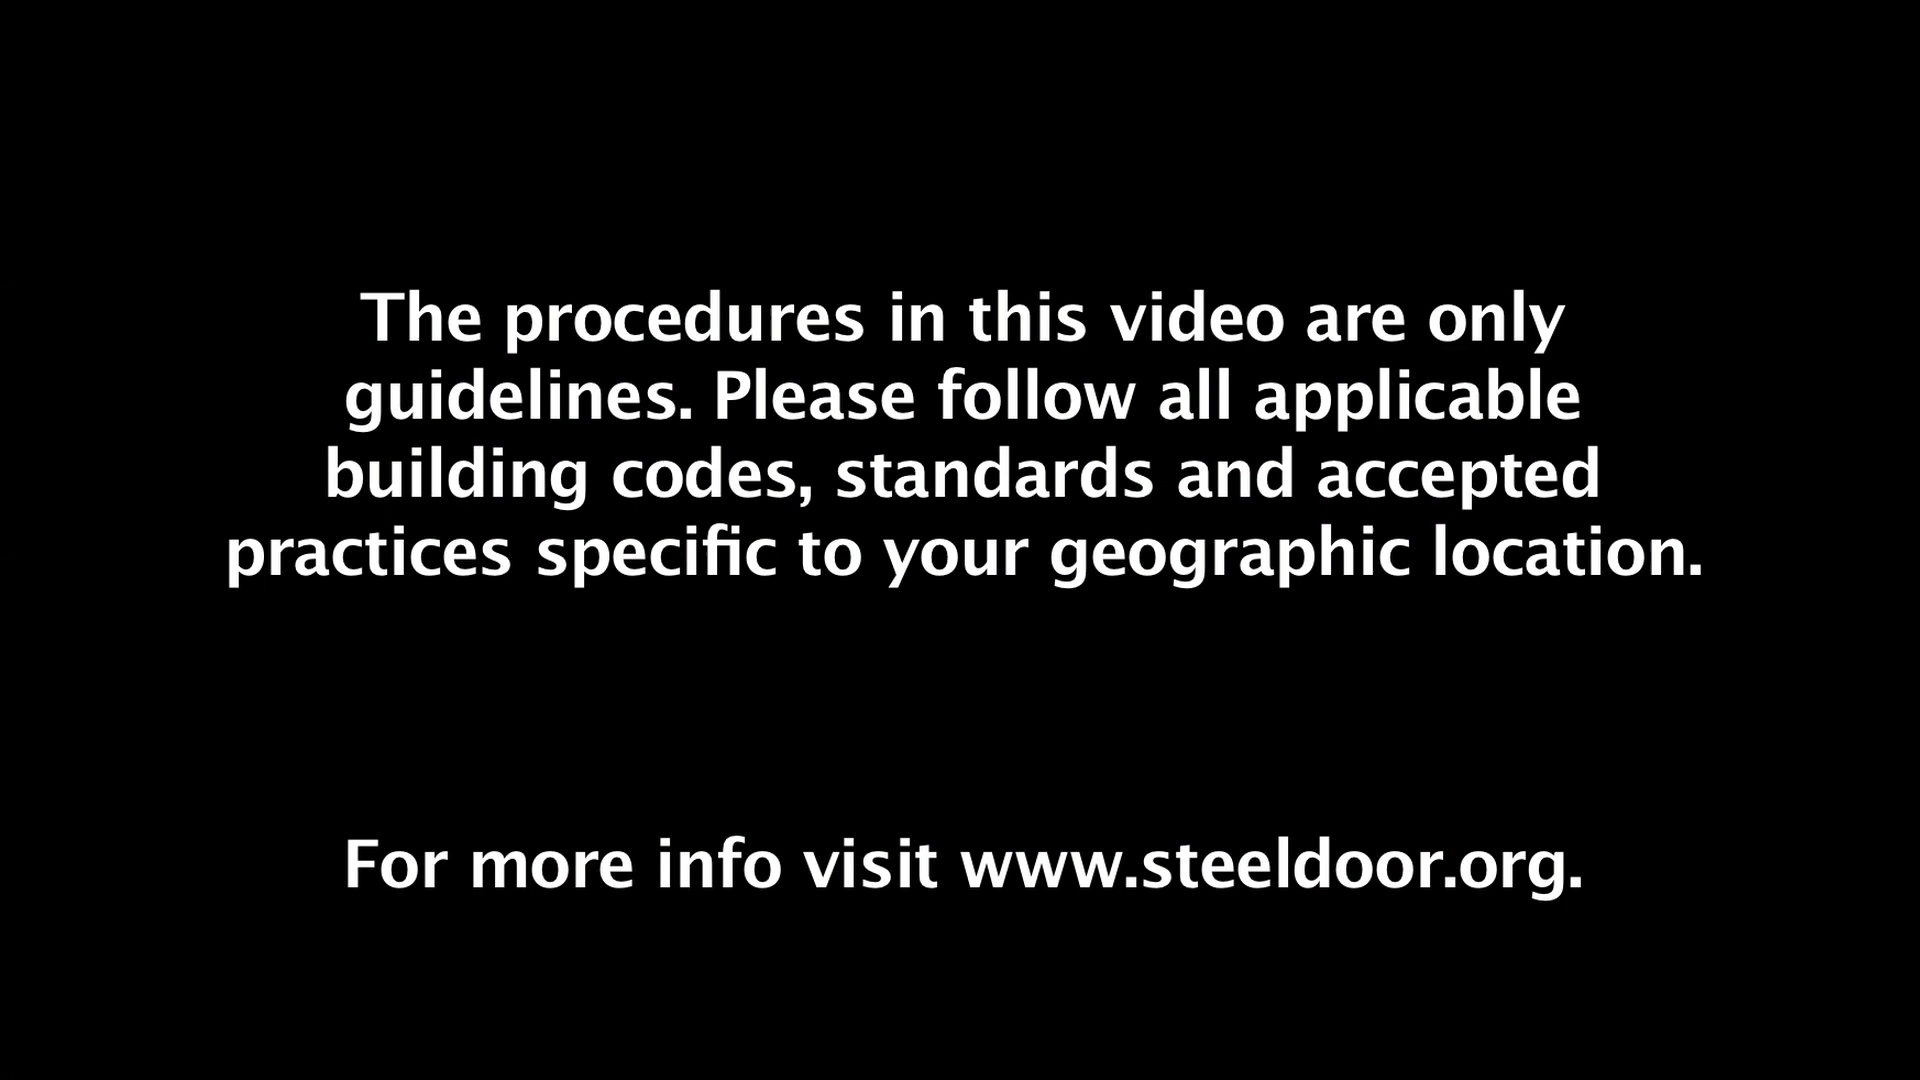 The procedures in this video are only
guidelines. Please follow all applicable
building codes, standards and accepted
practices specific to your geographic location.
For more info visit www.steeldoor.org.